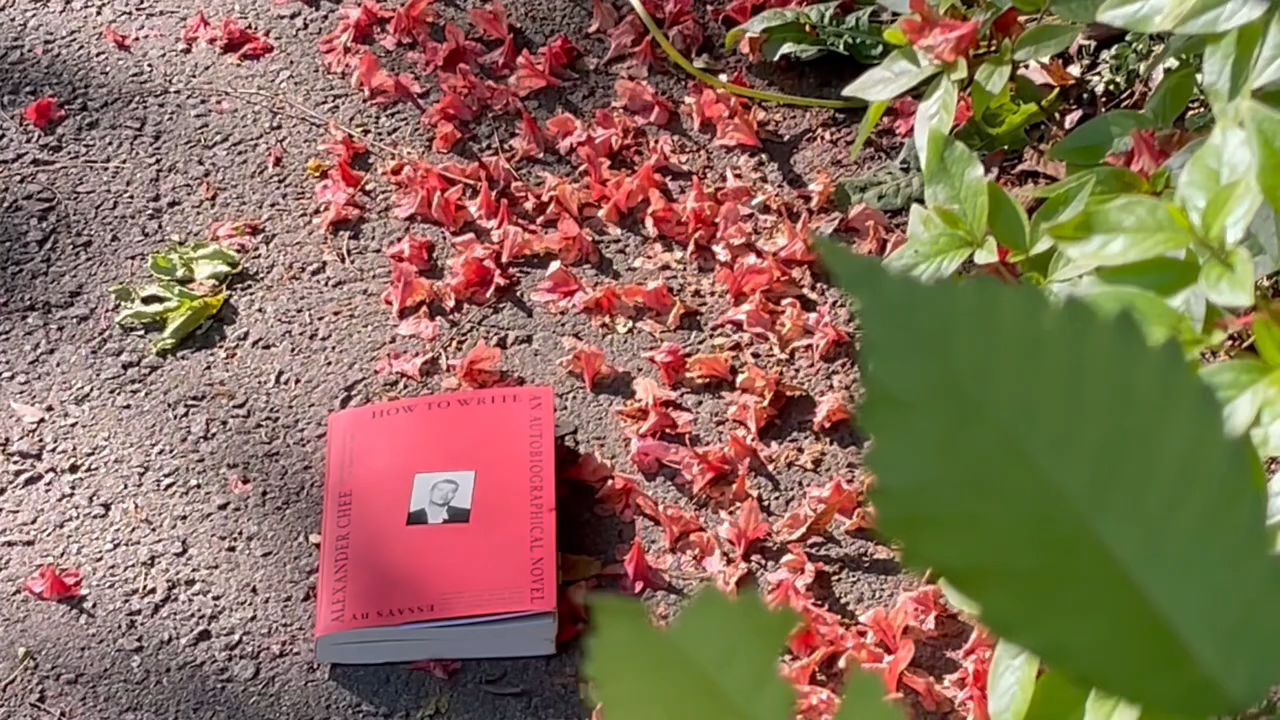 HOW TO WRITE
AN AUTOBIOGRAPHICAL NOVEL
ESSAYS BY
ALEXANDER CHEE